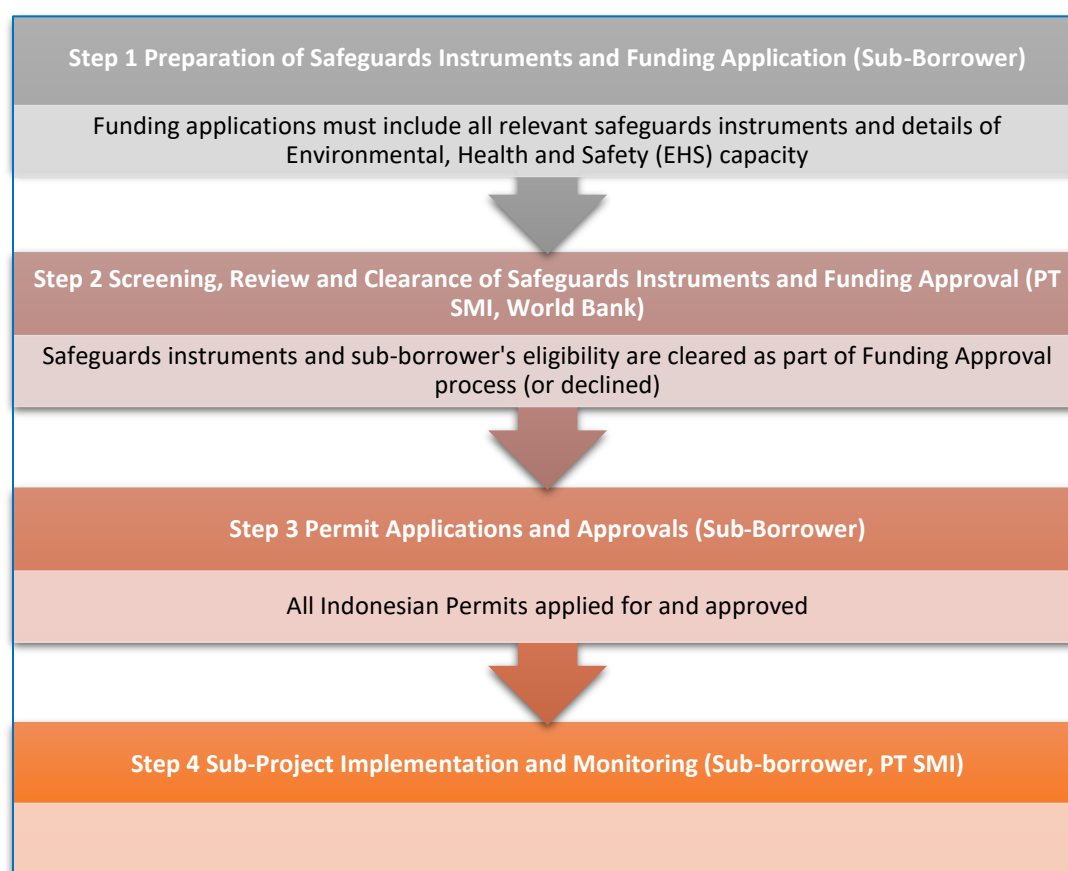 Step 1 Preparation of Safeguards Instruments and Funding Application (Sub-Borrower)
Funding applications must include all relevant safeguards instruments and details of
Environmental, Health and Safety (EHS) capacity
Step 2 Screening, Review and Clearance of Safeguards Instruments and Funding Approval (PT
SMI, World Bank)
Safeguards instruments and sub-borrower's eligibility are cleared as part of Funding Approval
process (or declined)
Step 3 Permit Applications and Approvals (Sub-Borrower)
All Indonesian Permits applied for and approved
Step 4 Sub-Project Implementation and Monitoring (Sub-borrower, PT SMI)